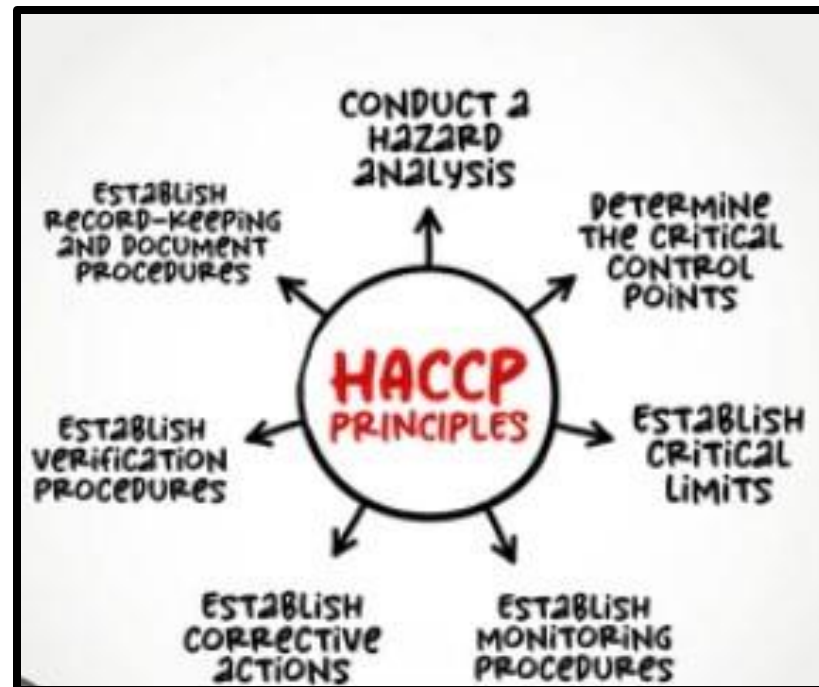 HACCP
PRINCIPLES
CONDUCT a
HaZaRD
aNaLYSiS
DeTeRMiNe
THe CRiTiCaL
CONTROL
POiNTS
eSTaBLiSH
CRiTiCaL
LiMiTS
eSTaBLiSH
MONiTORiNG
PROCeDUReS
eSTaBLiSH
CORReCTiVe
aCTiONS
eSTaBLiSH
VeRiFiCaTiON
PROCeDUReS
eSTaBLiSH
ReCORD-KeePiNG
aND DOCUMeNT
PROCeDUReS